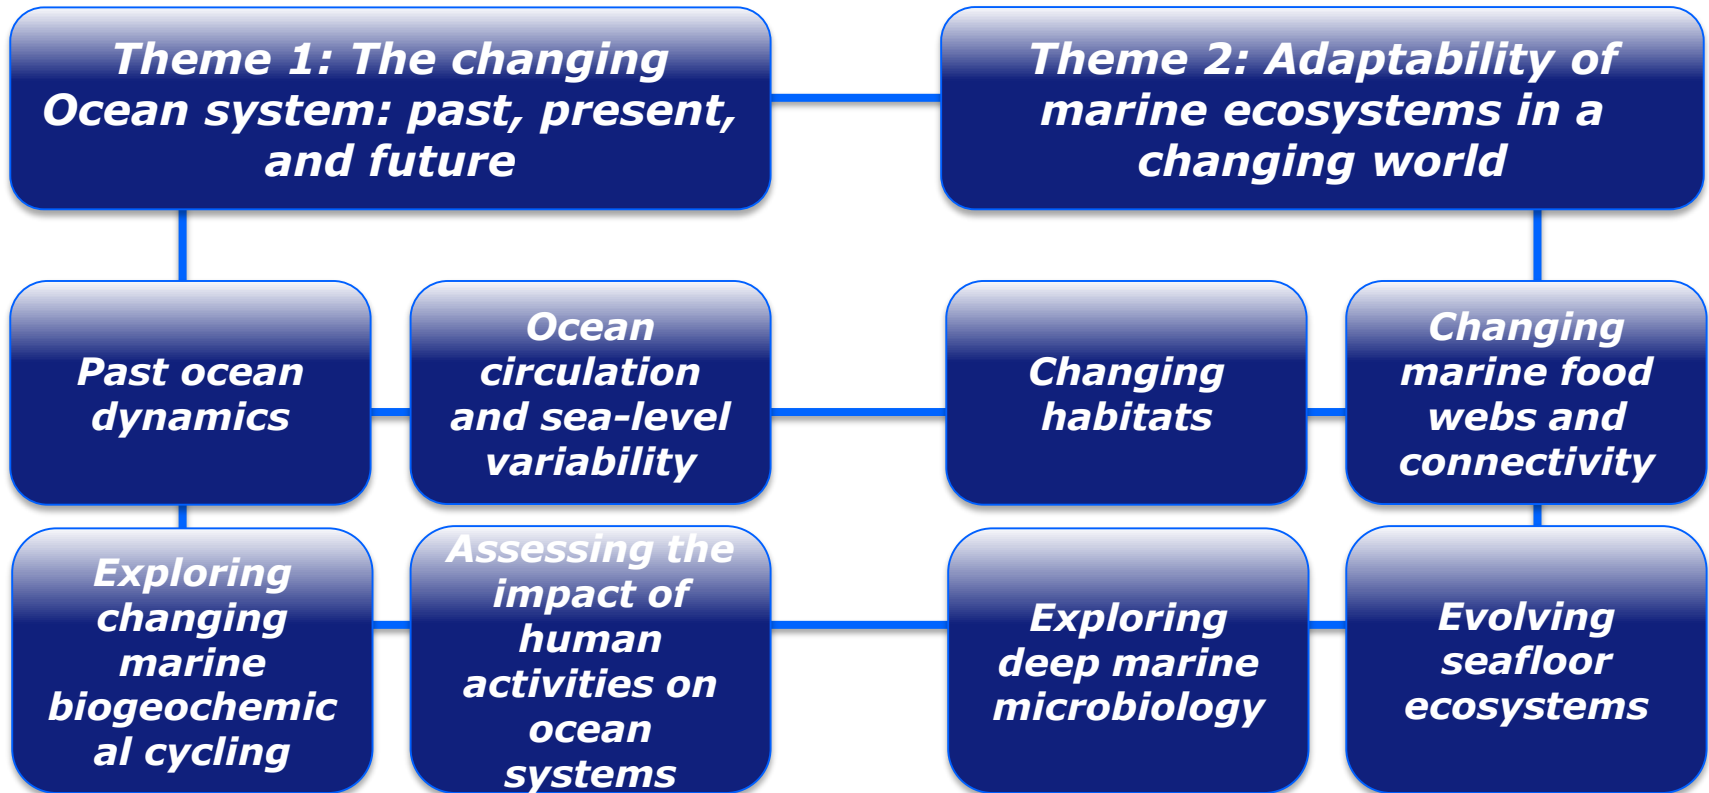 Theme 1: The changing
Ocean system: past, present,
and future
Theme 2: Adaptability of
marine ecosystems in a
changing world
Past ocean
dynamics
Ocean
circulation
and sea-level
variability
Changing
habitats
Changing
marine food
webs and
connectivity
Exploring
changing
marine
biogeochemic
al cycling
Assessing the
impact of
human
activities on
ocean
systems
Exploring
deep marine
microbiology
Evolving
seafloor
ecosystems